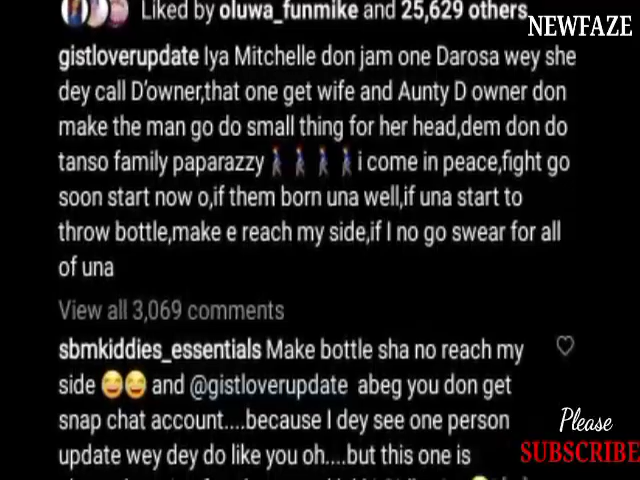 Liked by oluwa_funmike and 25,629 others
NEWFAZE
gistloverupdate Iya Mitchelle don jam one Darosa wey she
dey call D'owner,that one get wife and Aunty D owner don
make the man go do small thing for her head,dem don do
tanso family paparazzy🚶🚶🚶🚶i come in peace,fight go
soon start now o,if them born una well,if una start to
throw bottle,make e reach my side,if I no go swear for all
of una
View all 3,069 comments
sbmkiddies_essentials Make bottle sha no reach my
side 😂😂 and @gistloverupdate abeg you don get
snap chat account....because I dey see one person
update wey dey do like you oh....but this one is
Please
SUBSCRIBE